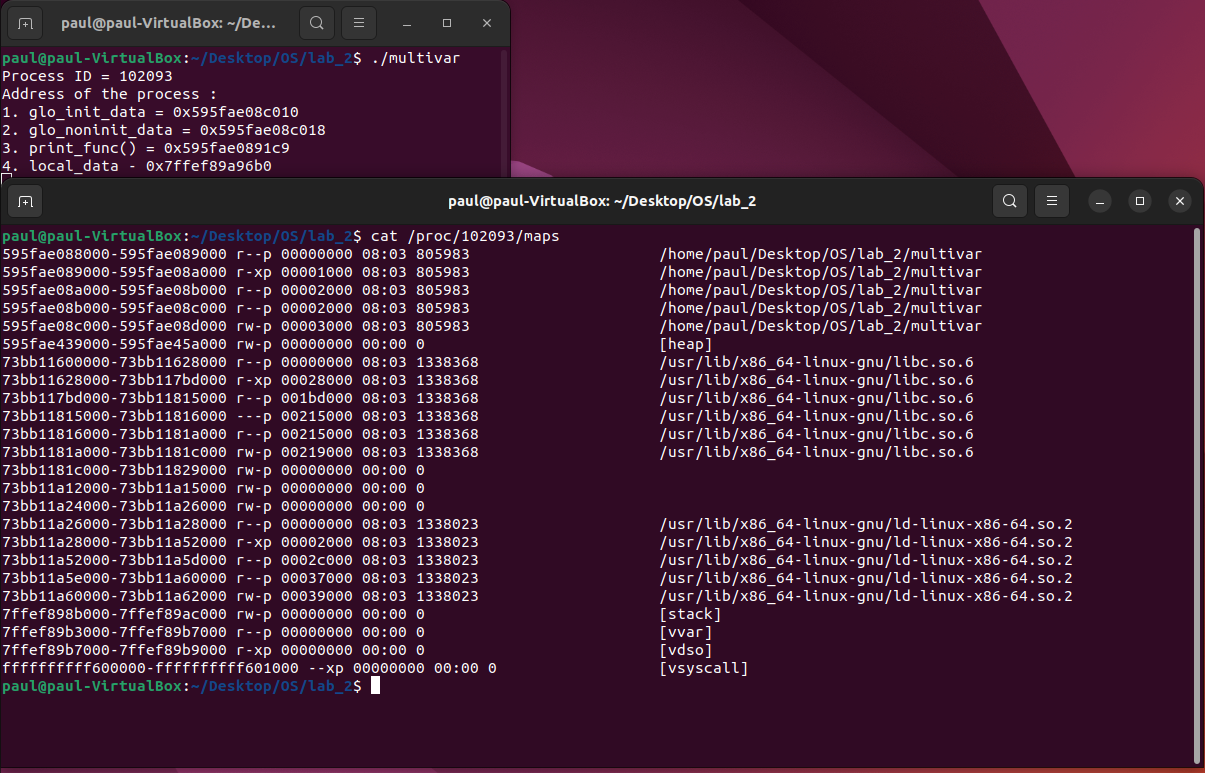 paul@paul-VirtualBox: ~/De...
paul@paul-VirtualBox:~/Desktop/OS/lab_2$ ./multivar
Process ID = 102093
Address of the process :
1. glo_init_data = 0x595fae08c010
2. glo_noninit_data = 0x595fae08c018
3. print_func() = 0x595fae0891c9
4. local_data - 0x7ffef89a96b0
paul@paul-VirtualBox: ~/Desktop/OS/lab_2
paul@paul-VirtualBox:~/Desktop/OS/lab_2$ cat /proc/102093/maps
595fae088000-595fae089000 r--p 00000000 08:03 805983 /home/paul/Desktop/OS/lab_2/multivar
595fae089000-595fae08a000 r-xp 00001000 08:03 805983 /home/paul/Desktop/OS/lab_2/multivar
595fae08a000-595fae08b000 r--p 00002000 08:03 805983 /home/paul/Desktop/OS/lab_2/multivar
595fae08b000-595fae08c000 r--p 00002000 08:03 805983 /home/paul/Desktop/OS/lab_2/multivar
595fae08c000-595fae08d000 rw-p 00003000 08:03 805983 /home/paul/Desktop/OS/lab_2/multivar
595fae439000-595fae45a000 rw-p 00000000 00:00 0 [heap]
73bb11600000-73bb11628000 r--p 00000000 08:03 1338368 /usr/lib/x86_64-linux-gnu/libc.so.6
73bb11628000-73bb117bd000 r-xp 00028000 08:03 1338368 /usr/lib/x86_64-linux-gnu/libc.so.6
73bb117bd000-73bb11815000 r--p 001bd000 08:03 1338368 /usr/lib/x86_64-linux-gnu/libc.so.6
73bb11815000-73bb11816000 ---p 00215000 08:03 1338368 /usr/lib/x86_64-linux-gnu/libc.so.6
73bb11816000-73bb1181a000 r--p 00215000 08:03 1338368 /usr/lib/x86_64-linux-gnu/libc.so.6
73bb1181a000-73bb1181c000 rw-p 00219000 08:03 1338368 /usr/lib/x86_64-linux-gnu/libc.so.6
73bb1181c000-73bb11829000 rw-p 00000000 00:00 0
73bb11a12000-73bb11a15000 rw-p 00000000 00:00 0
73bb11a24000-73bb11a26000 rw-p 00000000 00:00 0
73bb11a26000-73bb11a28000 r--p 00000000 08:03 1338023 /usr/lib/x86_64-linux-gnu/ld-linux-x86-64.so.2
73bb11a28000-73bb11a52000 r-xp 00002000 08:03 1338023 /usr/lib/x86_64-linux-gnu/ld-linux-x86-64.so.2
73bb11a52000-73bb11a5d000 r--p 0002c000 08:03 1338023 /usr/lib/x86_64-linux-gnu/ld-linux-x86-64.so.2
73bb11a5e000-73bb11a60000 r--p 00037000 08:03 1338023 /usr/lib/x86_64-linux-gnu/ld-linux-x86-64.so.2
73bb11a60000-73bb11a62000 rw-p 00039000 08:03 1338023 /usr/lib/x86_64-linux-gnu/ld-linux-x86-64.so.2
7ffef898b000-7ffef89ac000 rw-p 00000000 00:00 0 [stack]
7ffef89b3000-7ffef89b7000 r--p 00000000 00:00 0 [vvar]
7ffef89b7000-7ffef89b9000 r-xp 00000000 00:00 0 [vdso]
ffffffffff600000-ffffffffff601000 --xp 00000000 00:00 0 [vsyscall]
paul@paul-VirtualBox:~/Desktop/OS/lab_2$